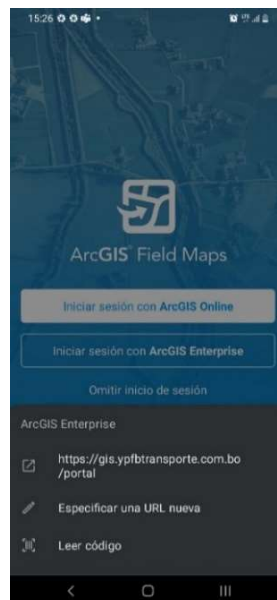 15:26
ArcGIS® Field Maps
Iniciar sesión con ArcGIS Online
Iniciar sesión con ArcGIS Enterprise
Omitir inicio de sesión
ArcGIS Enterprise
https://gis.ypfbtransporte.com.bo
/portal
Especificar una URL nueva
Leer código